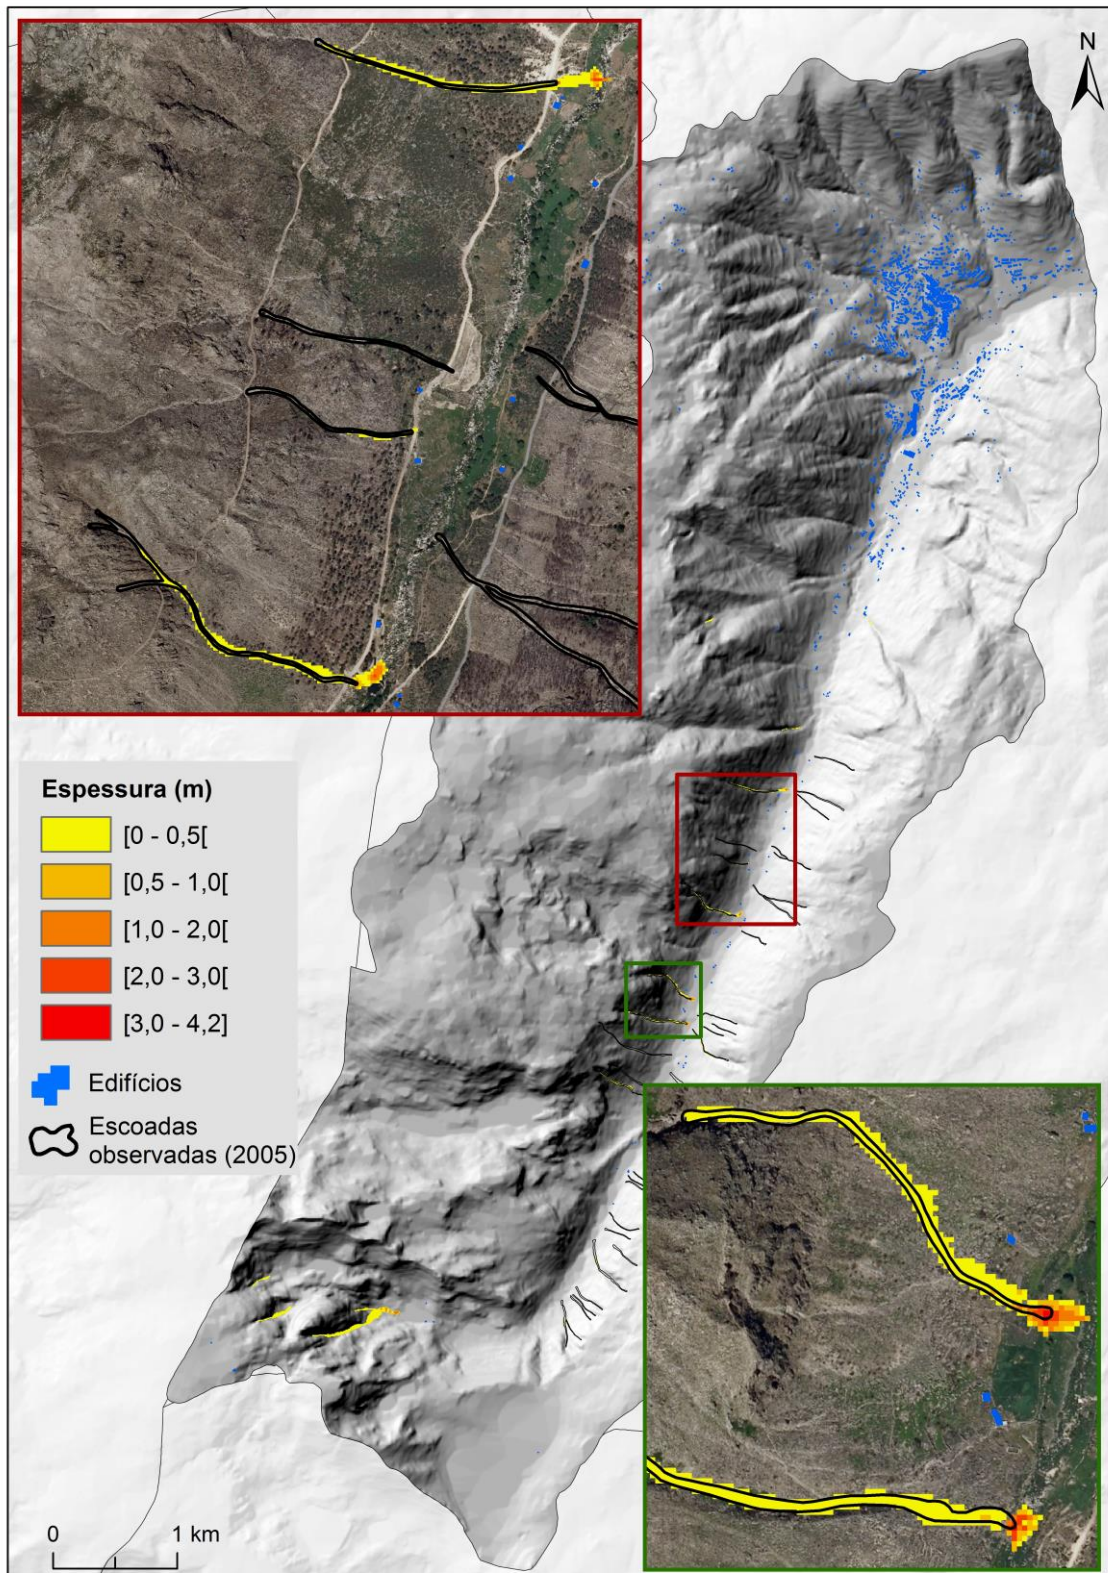 N
Espessura (m)
[0 - 0,5[
[0,5 - 1,0[
[1,0 - 2,0[
[2,0 - 3,0[
[3,0 - 4,2]
Edifícios
Escoadas
observadas (2005)
0 1 km